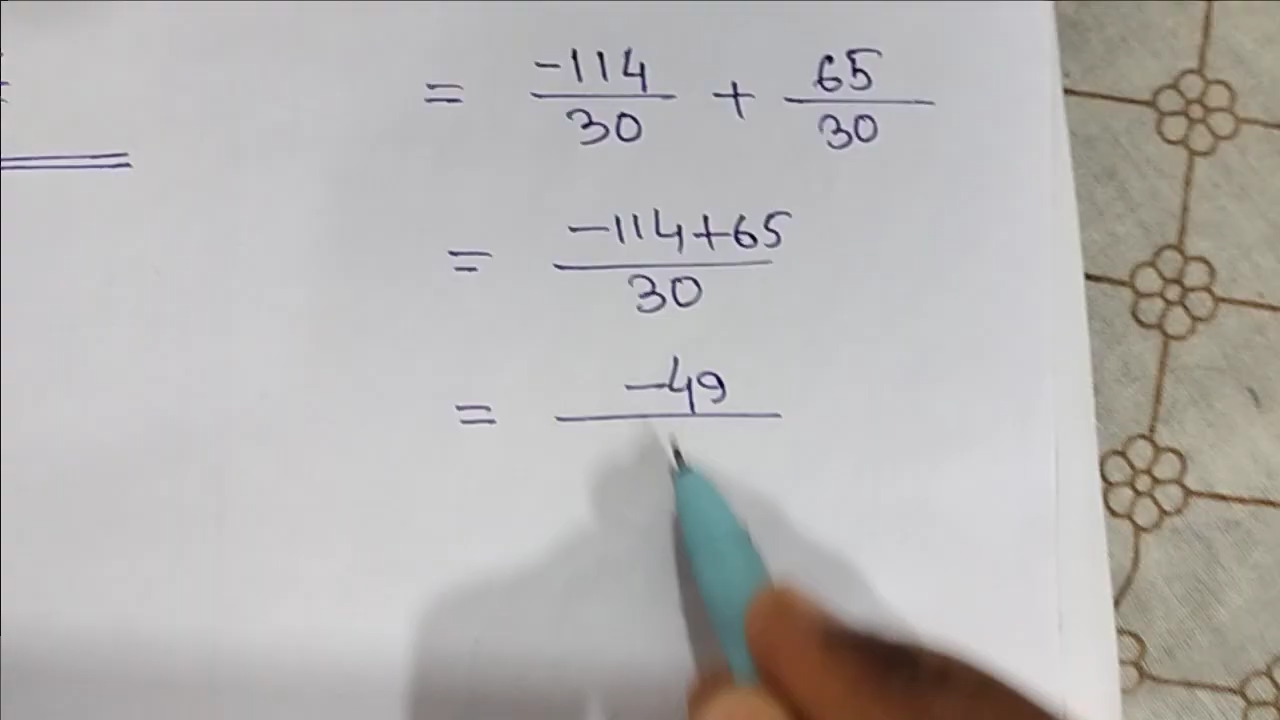 = -114/30 + 65/30
= -114+65/30
= -49